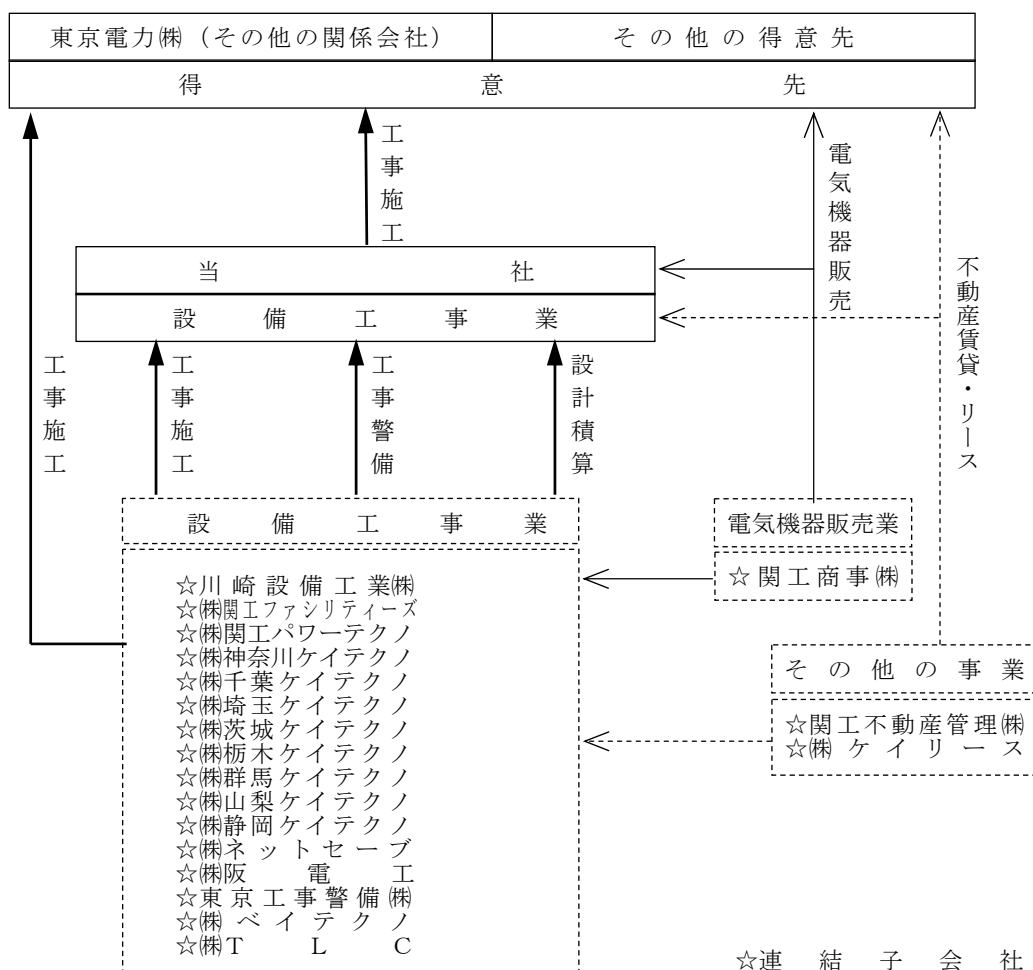 東京電力㈱（その他の関係会社）
その他の得意先
得意先
工事施工
電気機器販売
当社
設備工事業
不動産賃貸・リース
工事施工
工事施工
工事警備
設計積算
設備工事業
電気機器販売業
☆関工商事㈱
☆川崎設備工業㈱
☆㈱関工ファシリティーズ
☆㈱関工パワーテクノ
☆㈱神奈川ケイテクノ
☆㈱千葉ケイテクノ
☆㈱埼玉ケイテクノ
☆㈱茨城ケイテクノ
☆㈱栃木ケイテクノ
☆㈱群馬ケイテクノ
☆㈱山梨ケイテクノ
☆㈱静岡ケイテクノ
☆㈱ネットセーブ
☆㈱阪電工
☆東京工事警備㈱
☆㈱ベイテクノ
☆㈱TLC
その他の事業
☆関工不動産管理㈱
☆㈱ケイリース
☆連結子会社